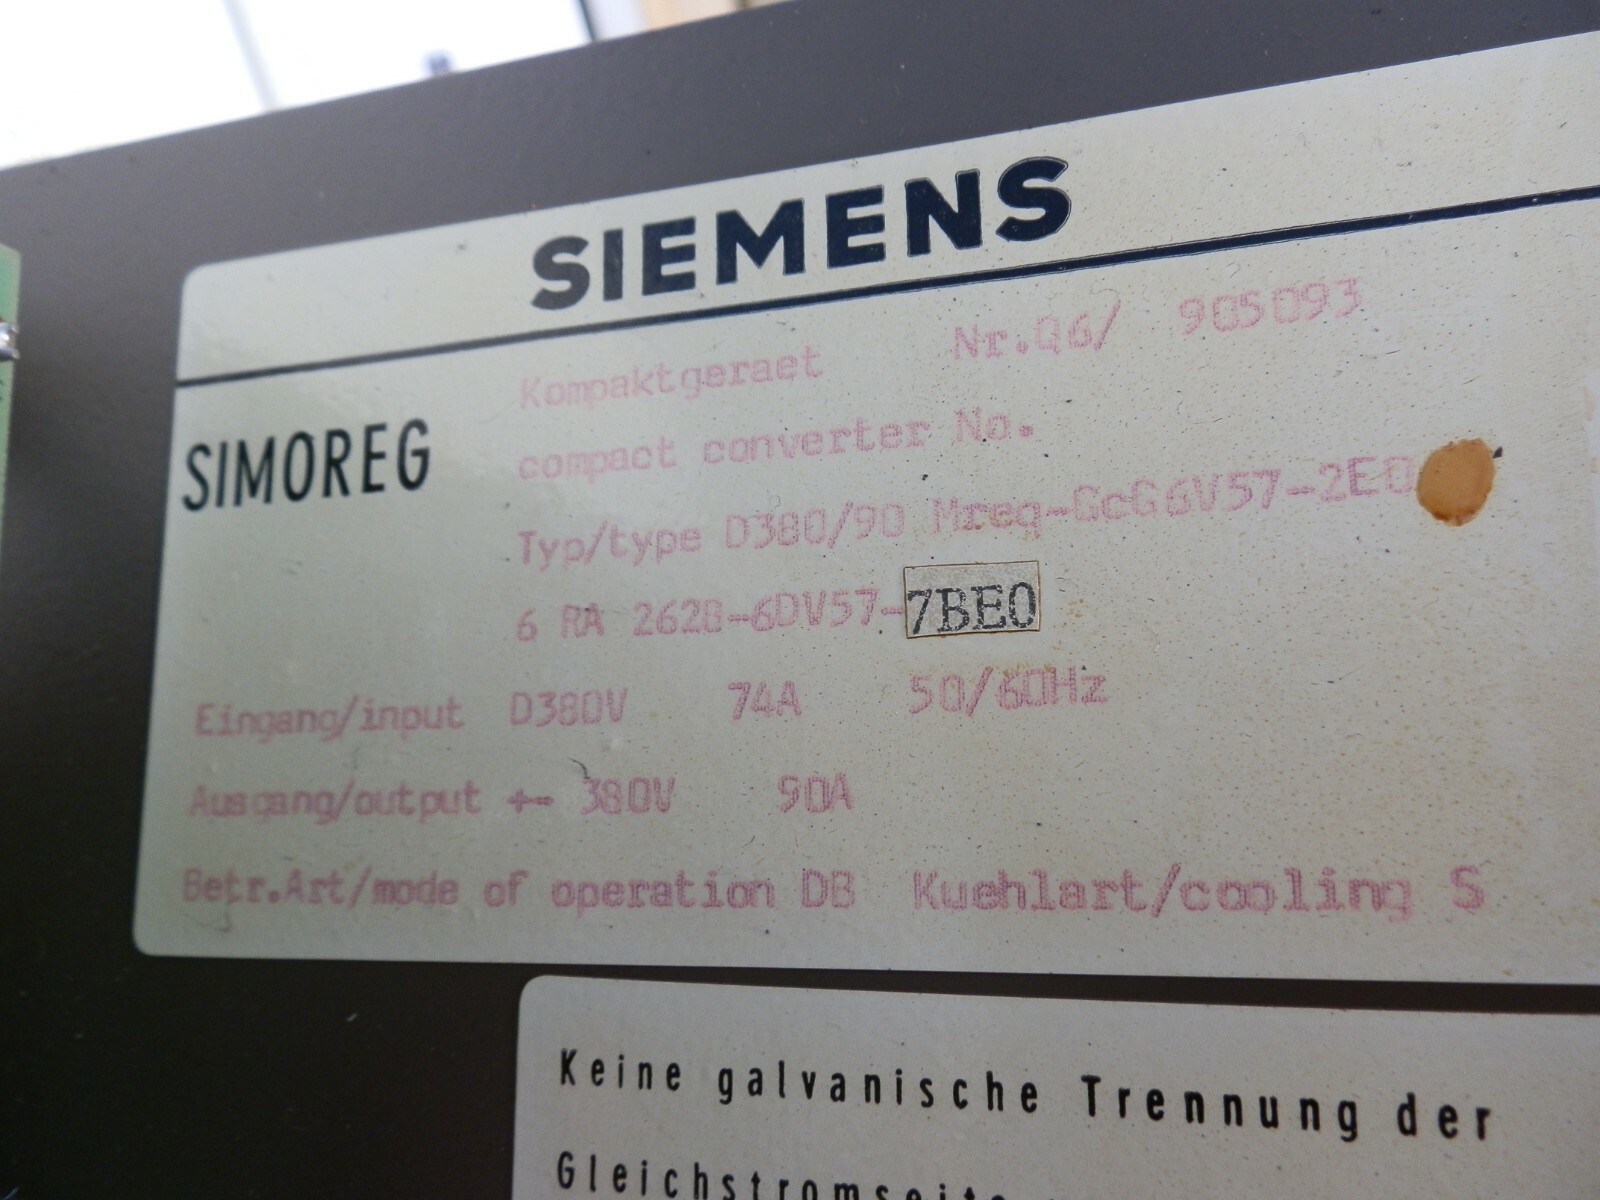 SIEMENS
Kompaktgeraet Nr.Q6/ 905093
SIMOREG
compact converter No.
Typ/type D380/90 Mreq-GcG6V57-2E0
6 RA 2628-6DV57-7BE0
Eingang/input D380V 74A 50/60Hz
Ausgang/output +- 380V 90A
Betr.Art/mode of operation DB Kuehlart/cooling S
Keine galvanische Trennung der
Gleichstromseite